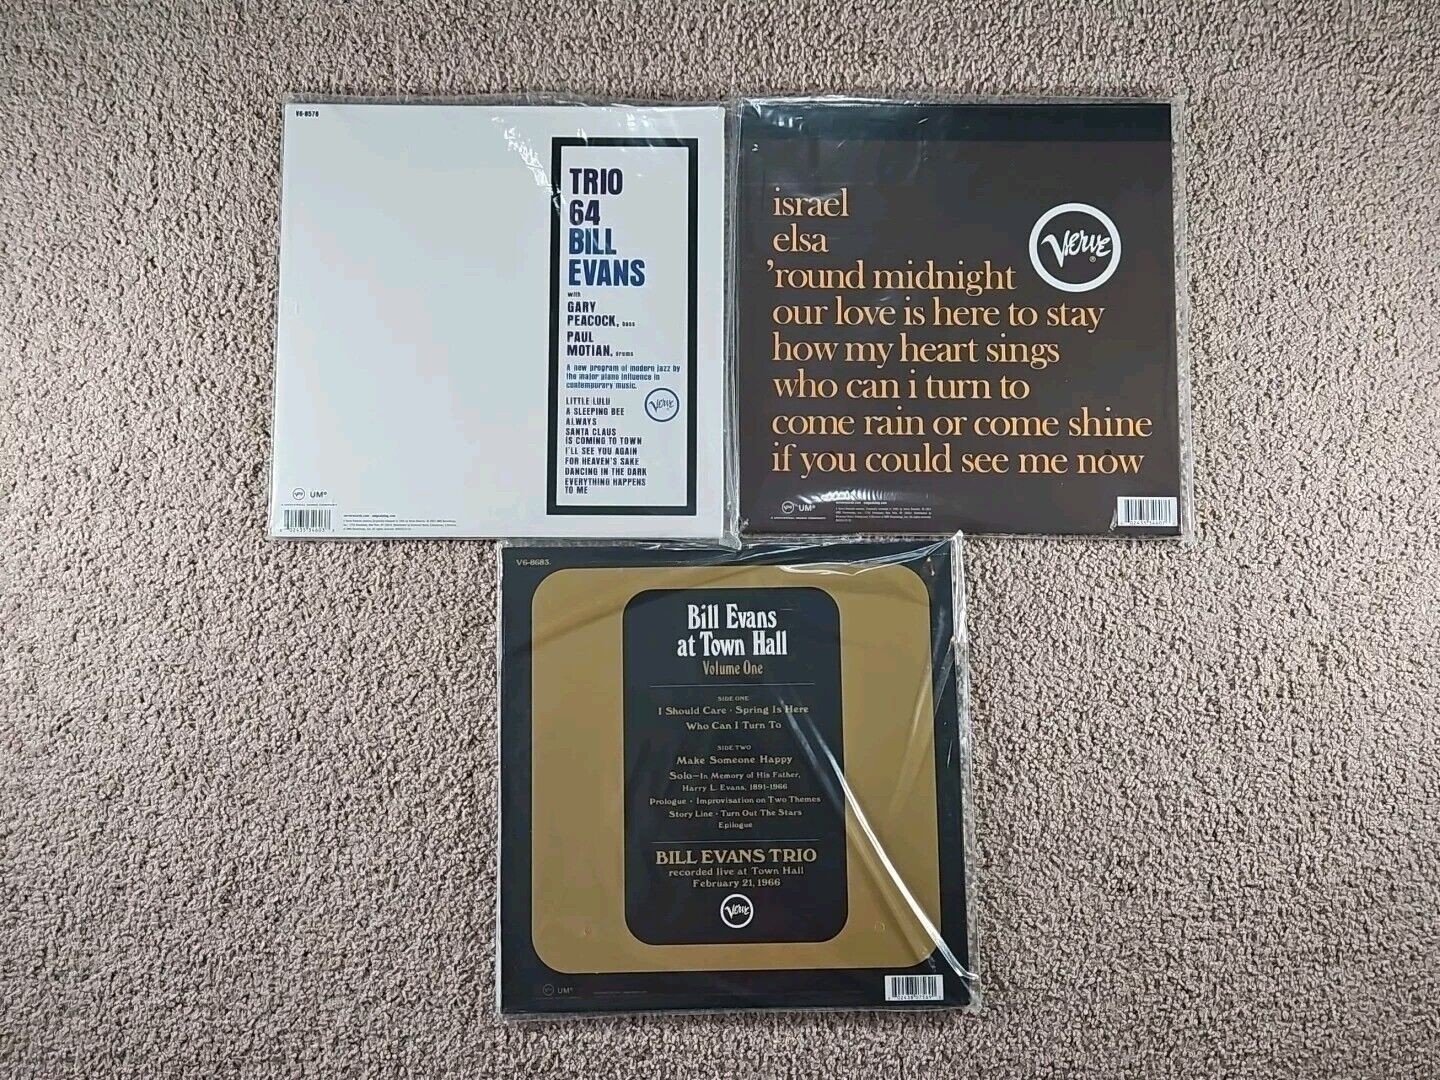 V6-8578
TRIO
64
BILL
EVANS
with
GARY
PEACOCK, bass
PAUL
MOTIAN, drums
A new program of modern jazz by
the major piano influence in
contemporary music.
LITTLE LULU
A SLEEPING BEE
ALWAYS
SANTA CLAUS
IS COMING TO TOWN
I'LL SEE YOU AGAIN
FOR HEAVEN'S SAKE
DANCING IN THE DARK
EVERYTHING HAPPENS
TO ME
Verve
UMe
israel
elsa
'round midnight
our love is here to stay
how my heart sings
who can i turn to
come rain or come shine
if you could see me now
Verve®
UMe
V6-8683
Bill Evans
at Town Hall
Volume One
SIDE ONE
I Should Care · Spring Is Here
Who Can I Turn To
SIDE TWO
Make Someone Happy
Solo—In Memory of His Father,
Harry L. Evans, 1891-1966
Prologue · Improvisation on Two Themes
Story Line · Turn Out The Stars
Epilogue
BILL EVANS TRIO
recorded live at Town Hall
February 21, 1966
Verve
UMe